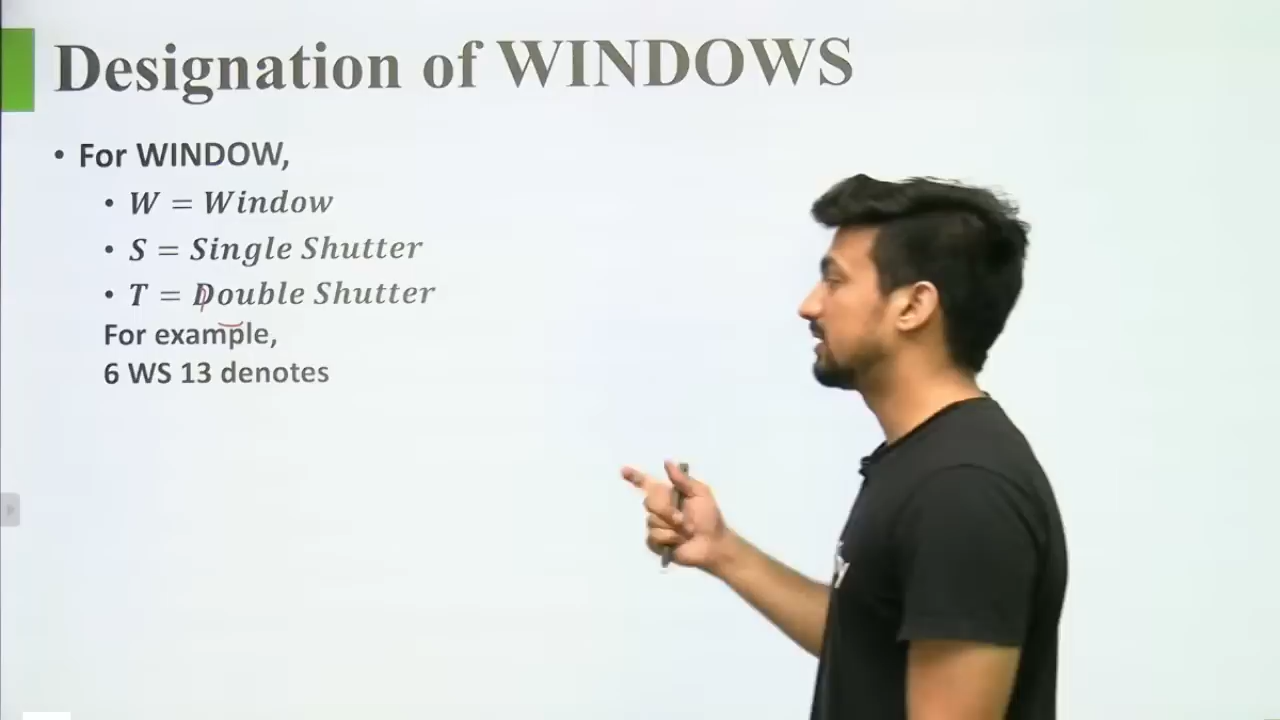 Designation of WINDOWS
• For WINDOW,
• W = Window
• S = Single Shutter
• T = Double Shutter
For example,
6 WS 13 denotes